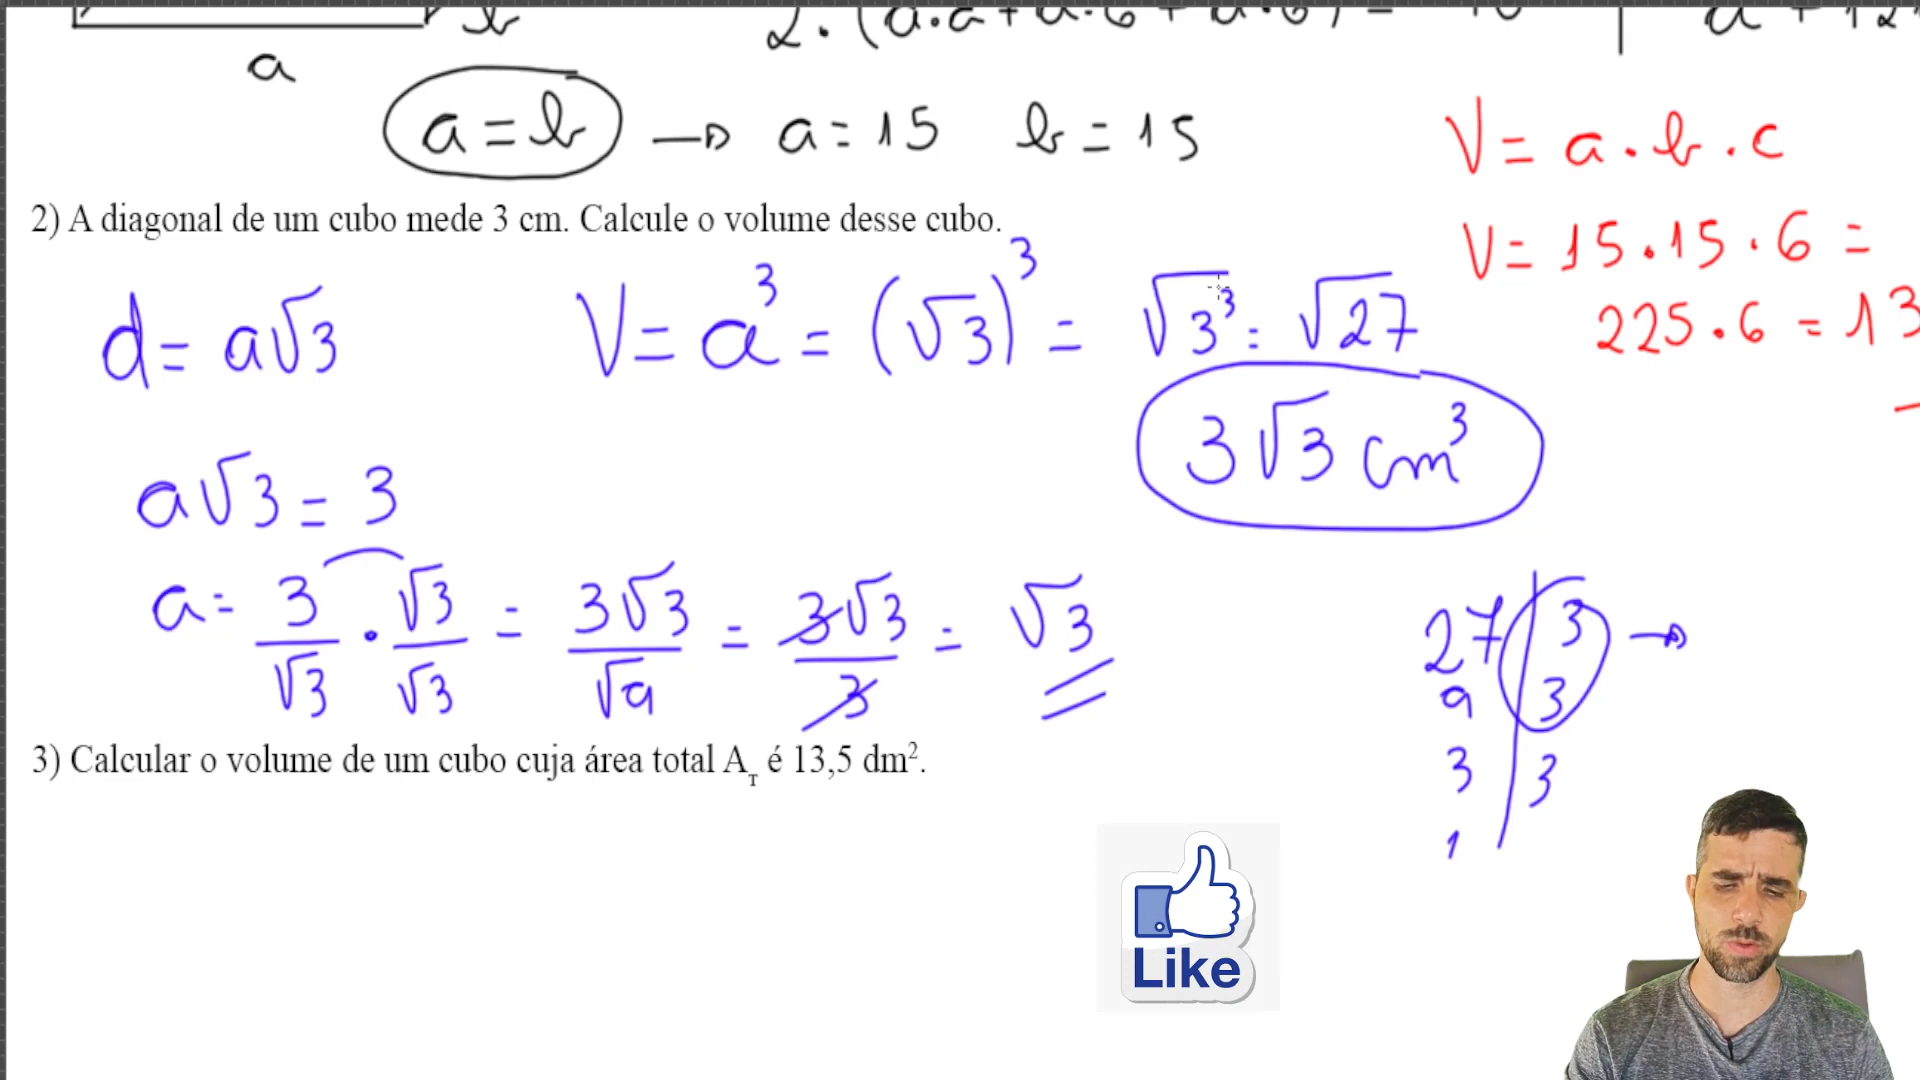 a
a = b → a = 15 b = 15
V = a . b . c
V = 15 . 15 . 6 =
225 . 6 = 13
2) A diagonal de um cubo mede 3 cm. Calcule o volume desse cubo.
d = a√3
V = a³ = (√3)³ = √3³ = √27
3√3 cm³
a√3 = 3
a = 3/√3 . √3/√3 = 3√3/√9 = 3√3/3 = √3
27 3 →
9 3
3 3
1
3) Calcular o volume de um cubo cuja área total Aᴛ é 13,5 dm².
Like